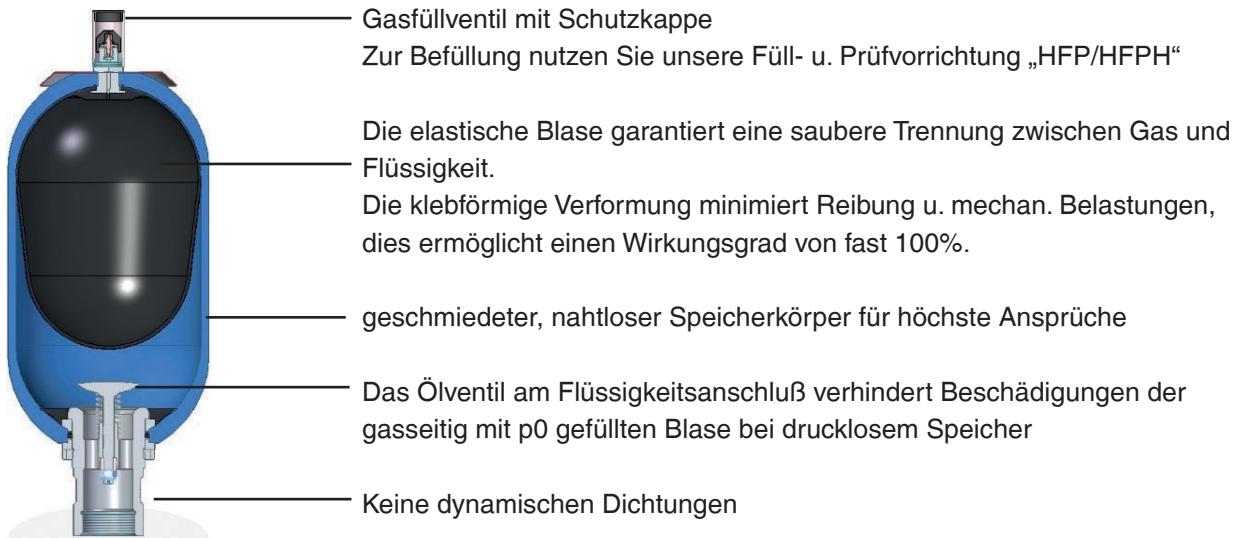 Gasfüllventil mit Schutzkappe
Zur Befüllung nutzen Sie unsere Füll- u. Prüfvorrichtung „HFP/HFPH“
Die elastische Blase garantiert eine saubere Trennung zwischen Gas und
Flüssigkeit.
Die klebförmige Verformung minimiert Reibung u. mechan. Belastungen,
dies ermöglicht einen Wirkungsgrad von fast 100%.
geschmiedeter, nahtloser Speicherkörper für höchste Ansprüche
Das Ölventil am Flüssigkeitsanschluß verhindert Beschädigungen der
gasseitig mit p0 gefüllten Blase bei drucklosem Speicher
Keine dynamischen Dichtungen